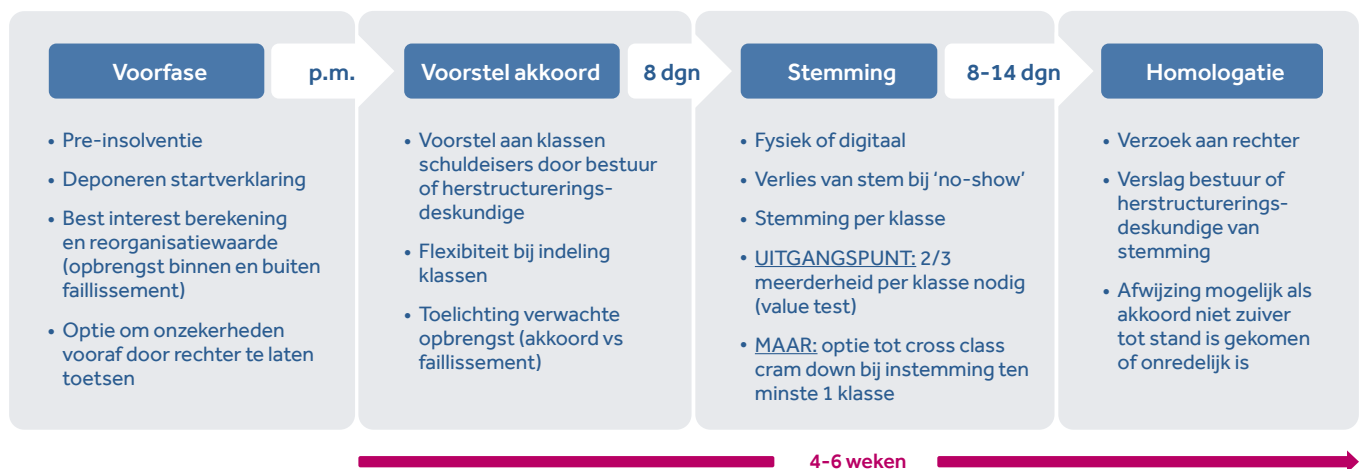 Voorfase
p.m.
Voorstel akkoord
8 dgn
Stemming
8-14 dgn
Homologatie
• Pre-insolventie
• Deponeren startverklaring
• Best interest berekening
en reorganisatiewaarde
(opbrengst binnen en buiten
faillissement)
• Optie om onzekerheden
vooraf door rechter te laten
toetsen
• Voorstel aan klassen
schuldeisers door bestuur
of herstructurerings-
deskundige
• Flexibiteit bij indeling
klassen
• Toelichting verwachte
opbrengst (akkoord vs
faillissement)
• Fysiek of digitaal
• Verlies van stem bij ‘no-show’
• Stemming per klasse
• UITGANGSPUNT: 2/3
meerderheid per klasse nodig
(value test)
• MAAR: optie tot cross class
cram down bij instemming ten
minste 1 klasse
• Verzoek aan rechter
• Verslag bestuur of
herstructurerings-
deskundige van
stemming
• Afwijzing mogelijk als
akkoord niet zuiver
tot stand is gekomen
of onredelijk is
4-6 weken